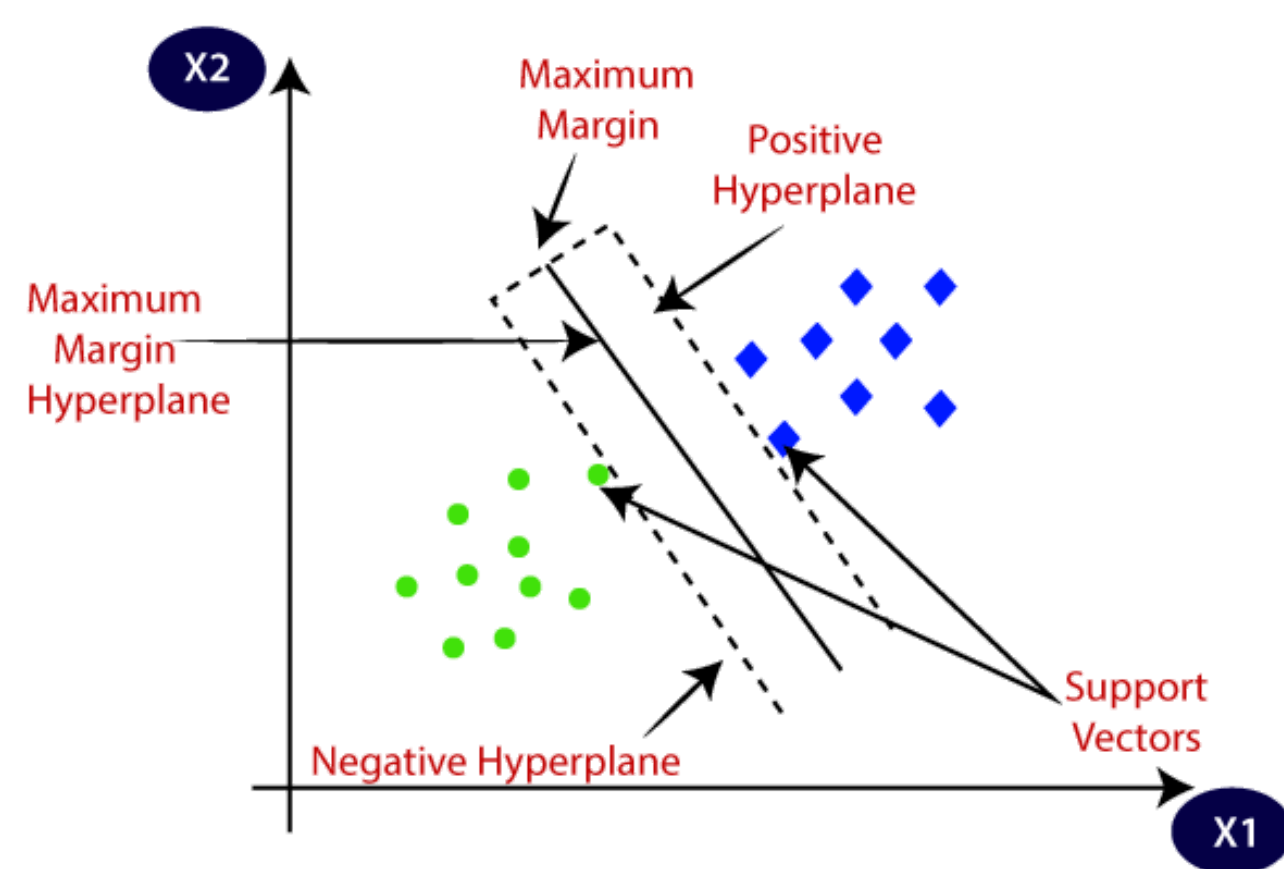 X2
Maximum
Margin
Positive
Hyperplane
Maximum
Margin
Hyperplane
Support
Vectors
Negative Hyperplane
X1